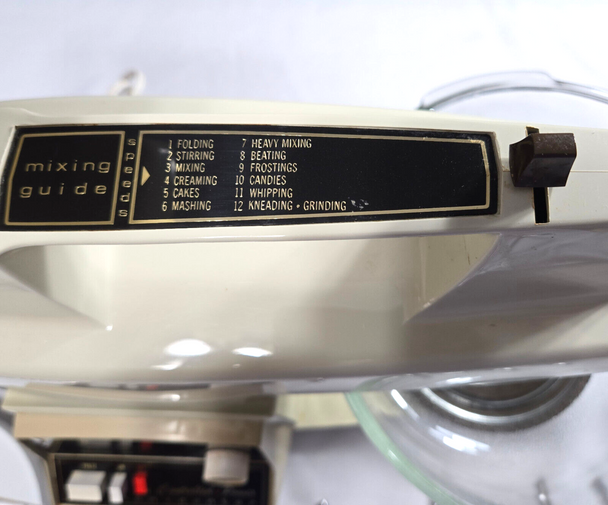 mixing
guide
speeds
1 FOLDING
2 STIRRING
3 MIXING
4 CREAMING
5 CAKES
6 MASHING
7 HEAVY MIXING
8 BEATING
9 FROSTINGS
10 CANDIES
11 WHIPPING
12 KNEADING • GRINDING